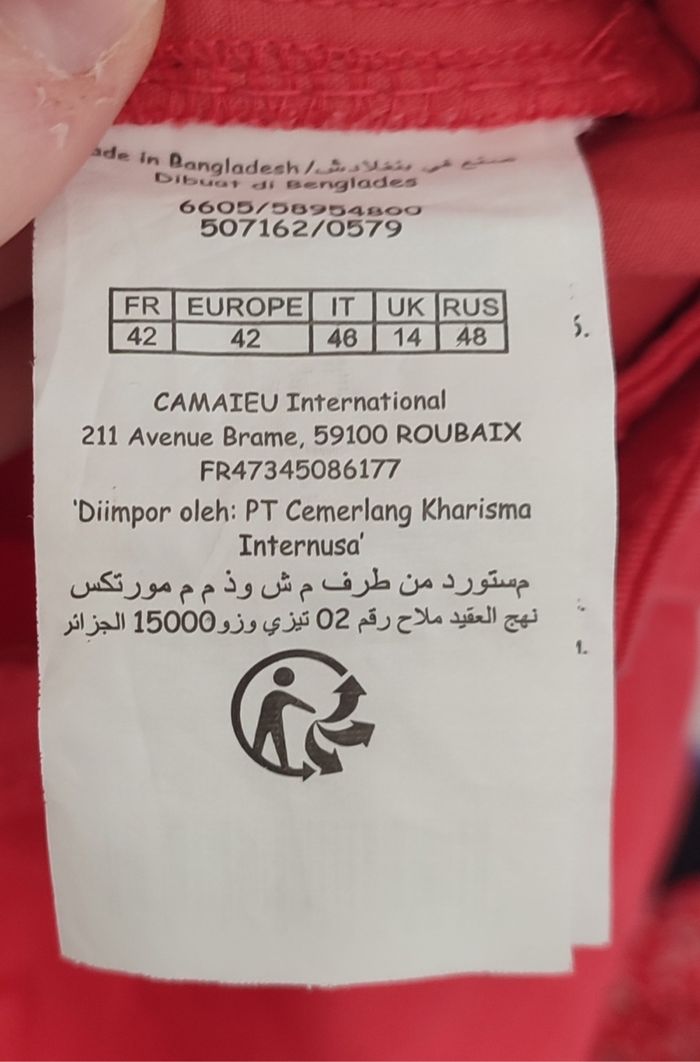 ade in Bangladesh/صنع في بنغلادش
Dibuat di Benglades
6605/58954800
507162/0579
FR EUROPE IT UK RUS
42 42 46 14 48
CAMAIEU International
211 Avenue Brame, 59100 ROUBAIX
FR47345086177
'Diimpor oleh: PT Cemerlang Kharisma
Internusa'
مستورد من طرف م ش وذ م م مورتكس
نهج العقيد ملاح رقم 02 تيزي وزو15000 الجزائر